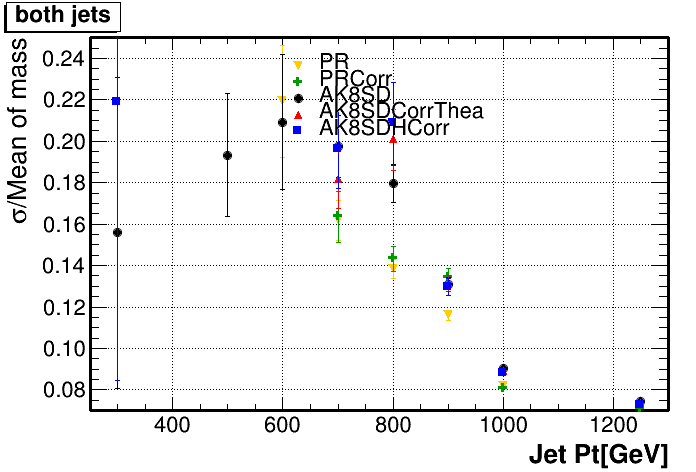 both jets
σ/Mean of mass
0.24
0.22
0.20
0.18
0.16
0.14
0.12
0.10
0.08
PR
PRCorr
AK8SD
AK8SDCorrThea
AK8SDHCorr
400 600 800 1000 1200
Jet Pt[GeV]